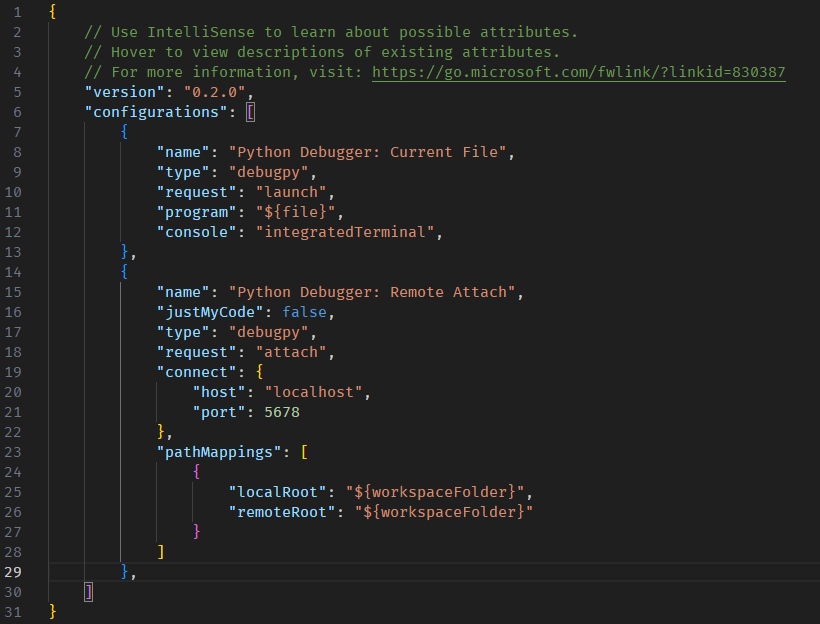 1 {
2     // Use IntelliSense to learn about possible attributes.
3     // Hover to view descriptions of existing attributes.
4     // For more information, visit: https://go.microsoft.com/fwlink/?linkid=830387
5     "version": "0.2.0",
6     "configurations": [
7         {
8             "name": "Python Debugger: Current File",
9             "type": "debugpy",
10             "request": "launch",
11             "program": "${file}",
12             "console": "integratedTerminal",
13         },
14         {
15             "name": "Python Debugger: Remote Attach",
16             "justMyCode": false,
17             "type": "debugpy",
18             "request": "attach",
19             "connect": {
20                 "host": "localhost",
21                 "port": 5678
22             },
23             "pathMappings": [
24                 {
25                     "localRoot": "${workspaceFolder}",
26                     "remoteRoot": "${workspaceFolder}"
27                 }
28             ]
29         },
30     ]
31 }